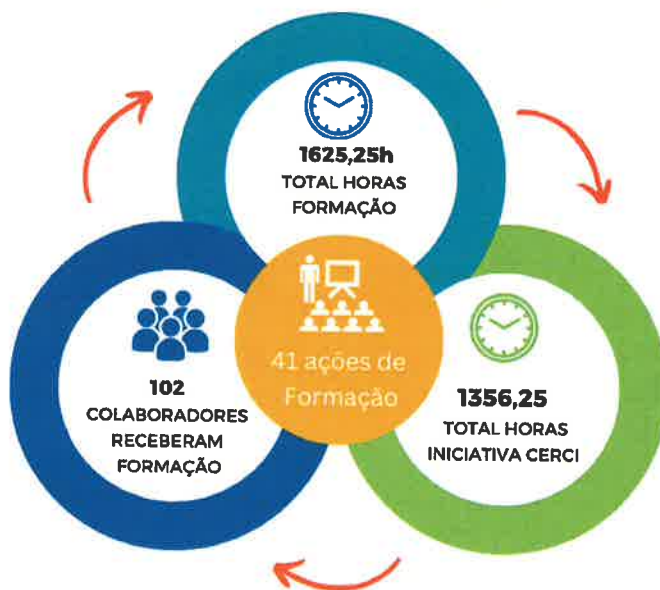 1625,25h
TOTAL HORAS
FORMAÇÃO
41 ações de
Formação
102
COLABORADORES
RECEBERAM
FORMAÇÃO
1356,25
TOTAL HORAS
INICIATIVA CERCI